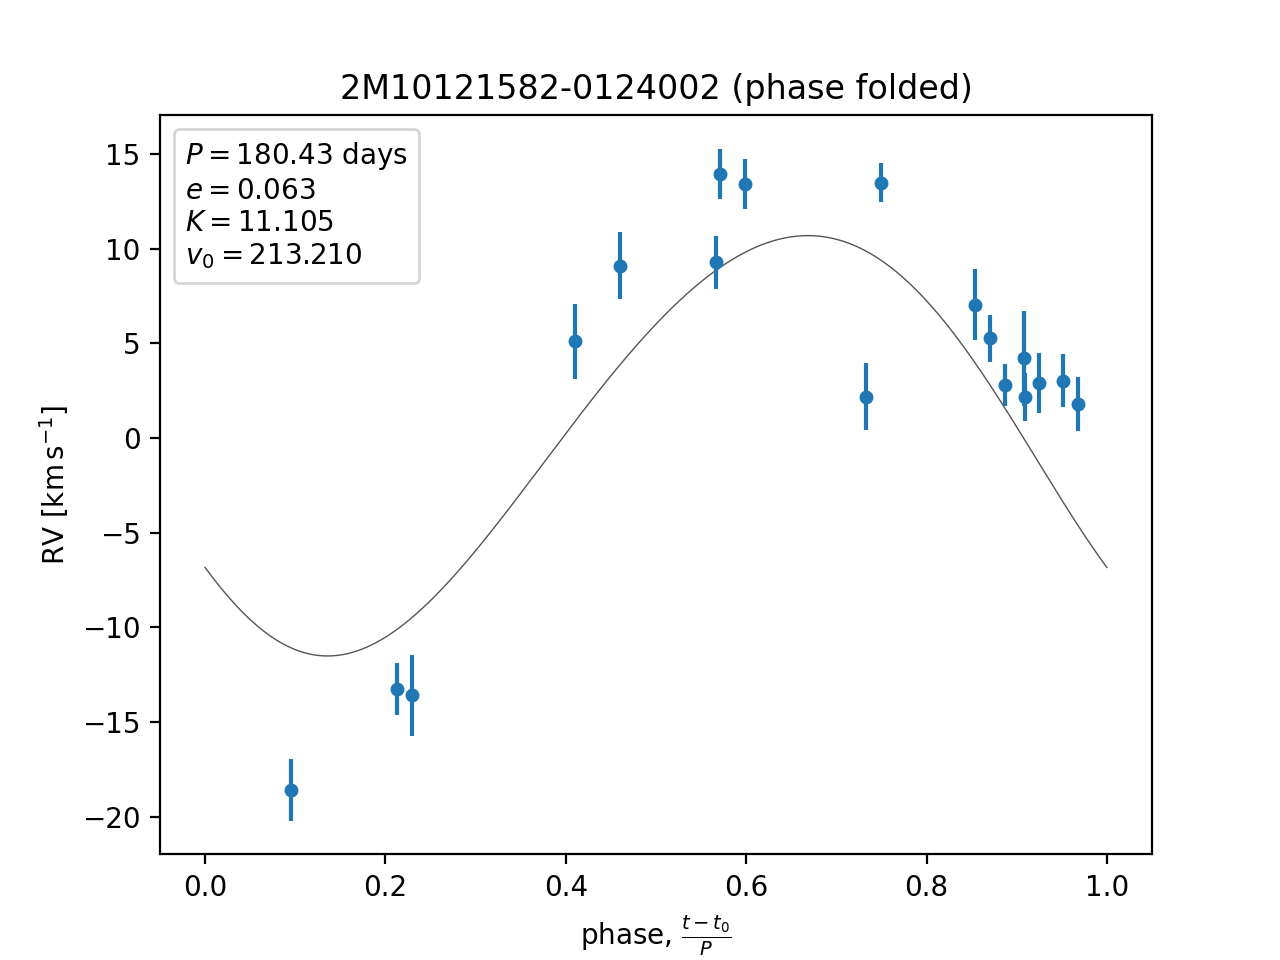 2M10121582-0124002 (phase folded)
P = 180.43 days
e = 0.063
K = 11.105
v₀ = 213.210
15
10
5
0
−5
−10
−15
−20
RV [km s⁻¹]
0.0 0.2 0.4 0.6 0.8 1.0
phase, (t − t₀)/P